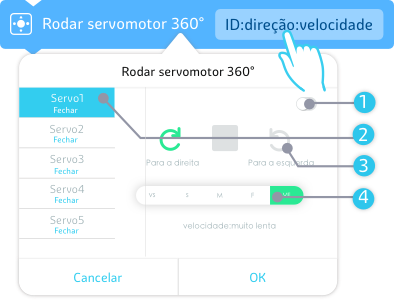 Rodar servomotor 360° ID:direção:velocidade
Rodar servomotor 360°
Servo1
Fechar
1
Servo2
Fechar
2
Servo3
Fechar
Para a direita
Para a esquerda
3
Servo4
Fechar
VS S M F
4
Servo5
Fechar
velocidade:muito lenta
Cancelar
OK